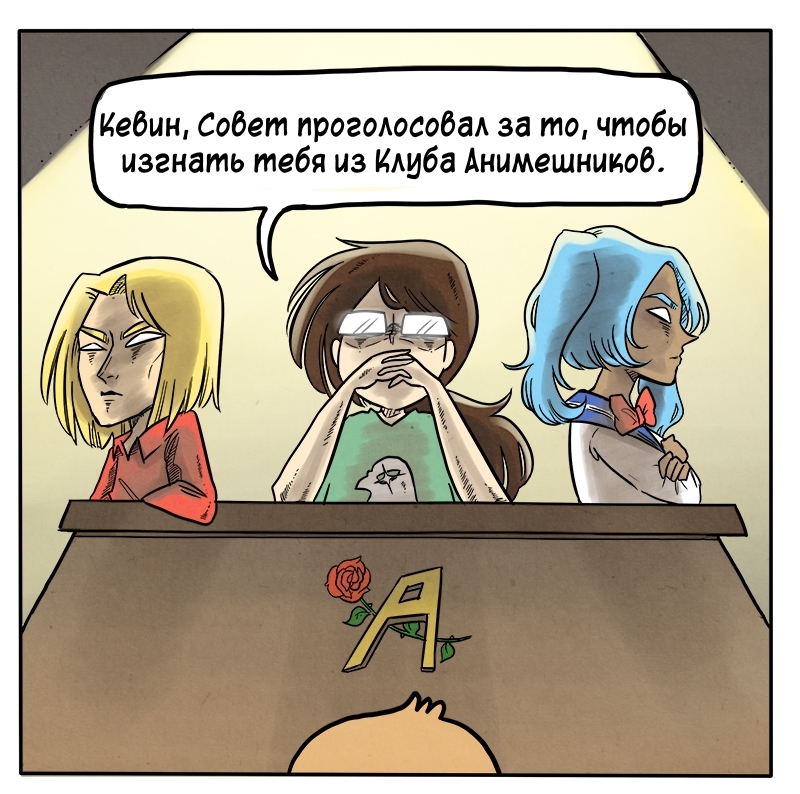 Кевин, Совет проголосовал за то, чтобы
изгнать тебя из Клуба Анимешников.
А